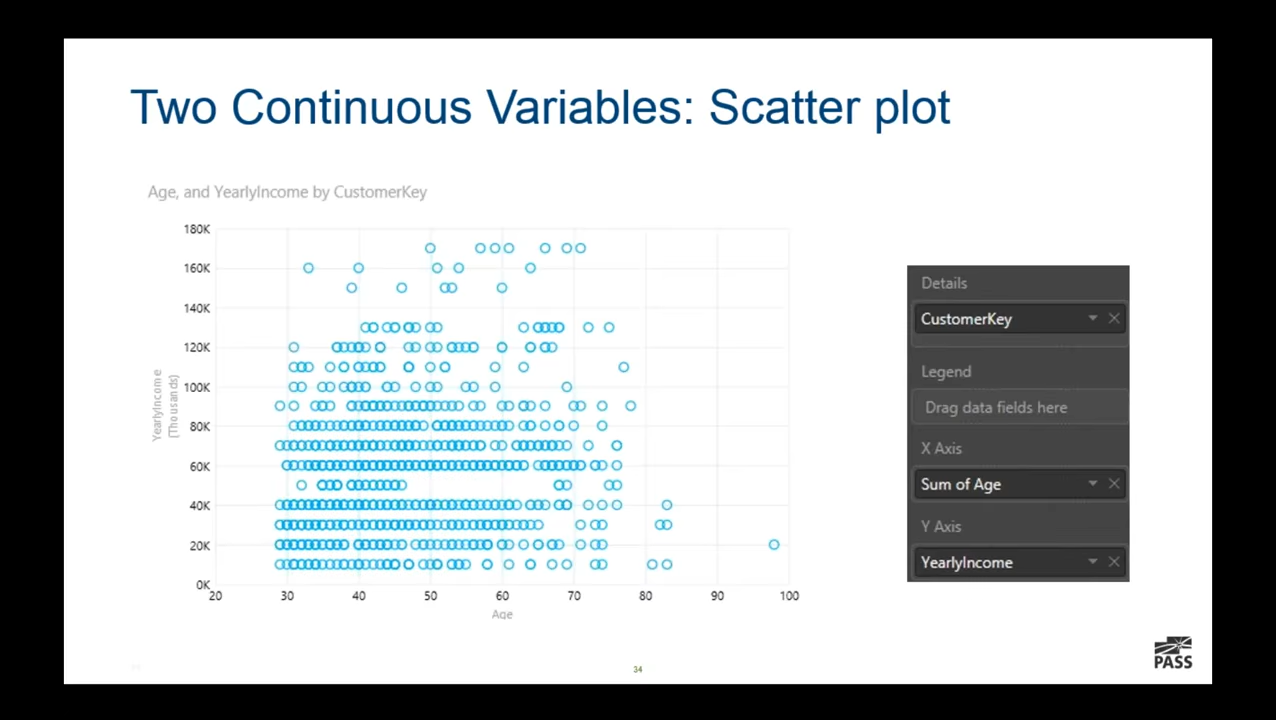 Two Continuous Variables: Scatter plot
Age, and YearlyIncome by CustomerKey
180K
160K
140K
120K
100K
80K
60K
40K
20K
0K
YearlyIncome
(Thousands)
20 30 40 50 60 70 80 90 100
Age
Details
CustomerKey
Legend
Drag data fields here
X Axis
Sum of Age
Y Axis
YearlyIncome
34
PASS